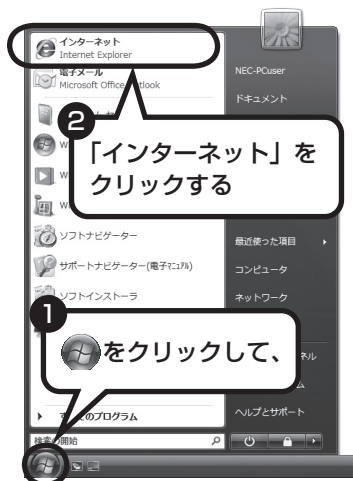 インターネット
Internet Explorer
電子メール
Microsoft Office Outlook
NEC-PCuser
ドキュメント
2
「インターネット」を
クリックする
ソフトナビゲーター
サポートナビゲーター(電子マニュアル)
ソフトインストーラ
最近使った項目
コンピュータ
ネットワーク
1
をクリックして、
すべてのプログラム
ヘルプとサポート
検索の開始